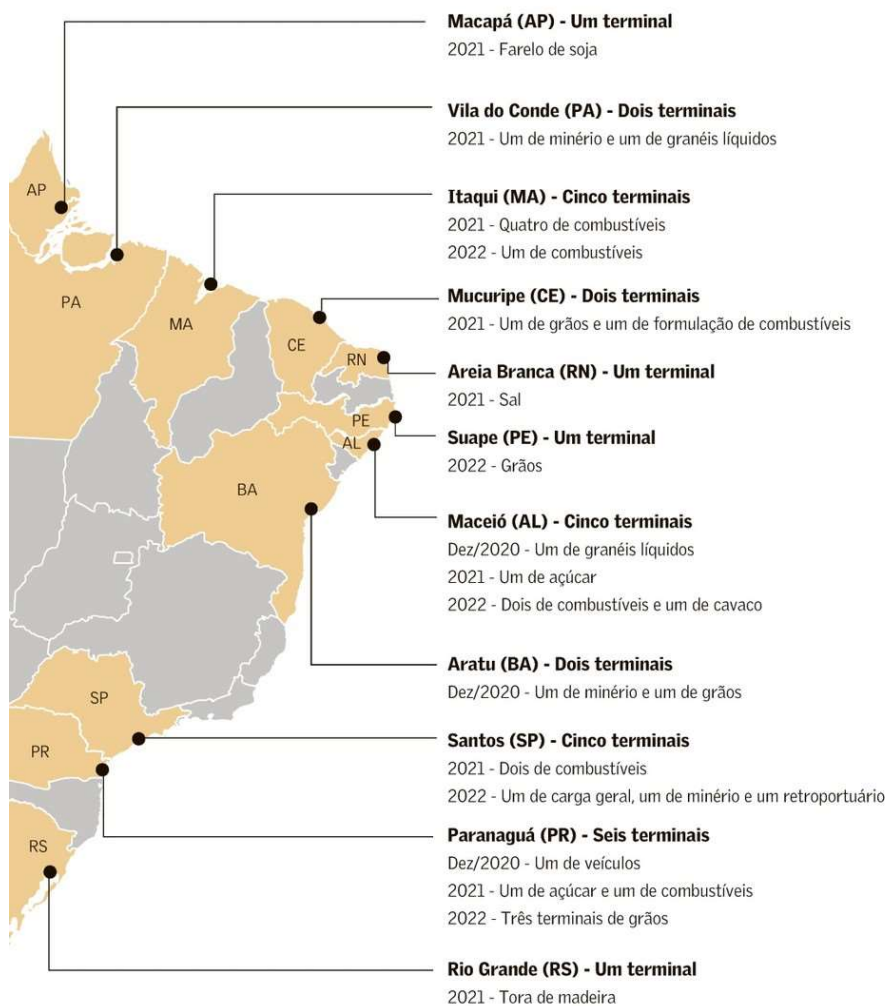 Macapá (AP) - Um terminal
2021 - Farelo de soja
Vila do Conde (PA) - Dois terminais
2021 - Um de minério e um de granéis líquidos
Itaqui (MA) - Cinco terminais
2021 - Quatro de combustíveis
2022 - Um de combustíveis
Mucuripe (CE) - Dois terminais
2021 - Um de grãos e um de formulação de combustíveis
Areia Branca (RN) - Um terminal
2021 - Sal
Suape (PE) - Um terminal
2022 - Grãos
Maceió (AL) - Cinco terminais
Dez/2020 - Um de granéis líquidos
2021 - Um de açúcar
2022 - Dois de combustíveis e um de cavaco
Aratu (BA) - Dois terminais
Dez/2020 - Um de minério e um de grãos
Santos (SP) - Cinco terminais
2021 - Dois de combustíveis
2022 - Um de carga geral, um de minério e um retroportuário
Paranaguá (PR) - Seis terminais
Dez/2020 - Um de veículos
2021 - Um de açúcar e um de combustíveis
2022 - Três terminais de grãos
Rio Grande (RS) - Um terminal
2021 - Tora de madeira
AP
PA
MA
CE
RN
PE
AL
BA
SP
PR
RS